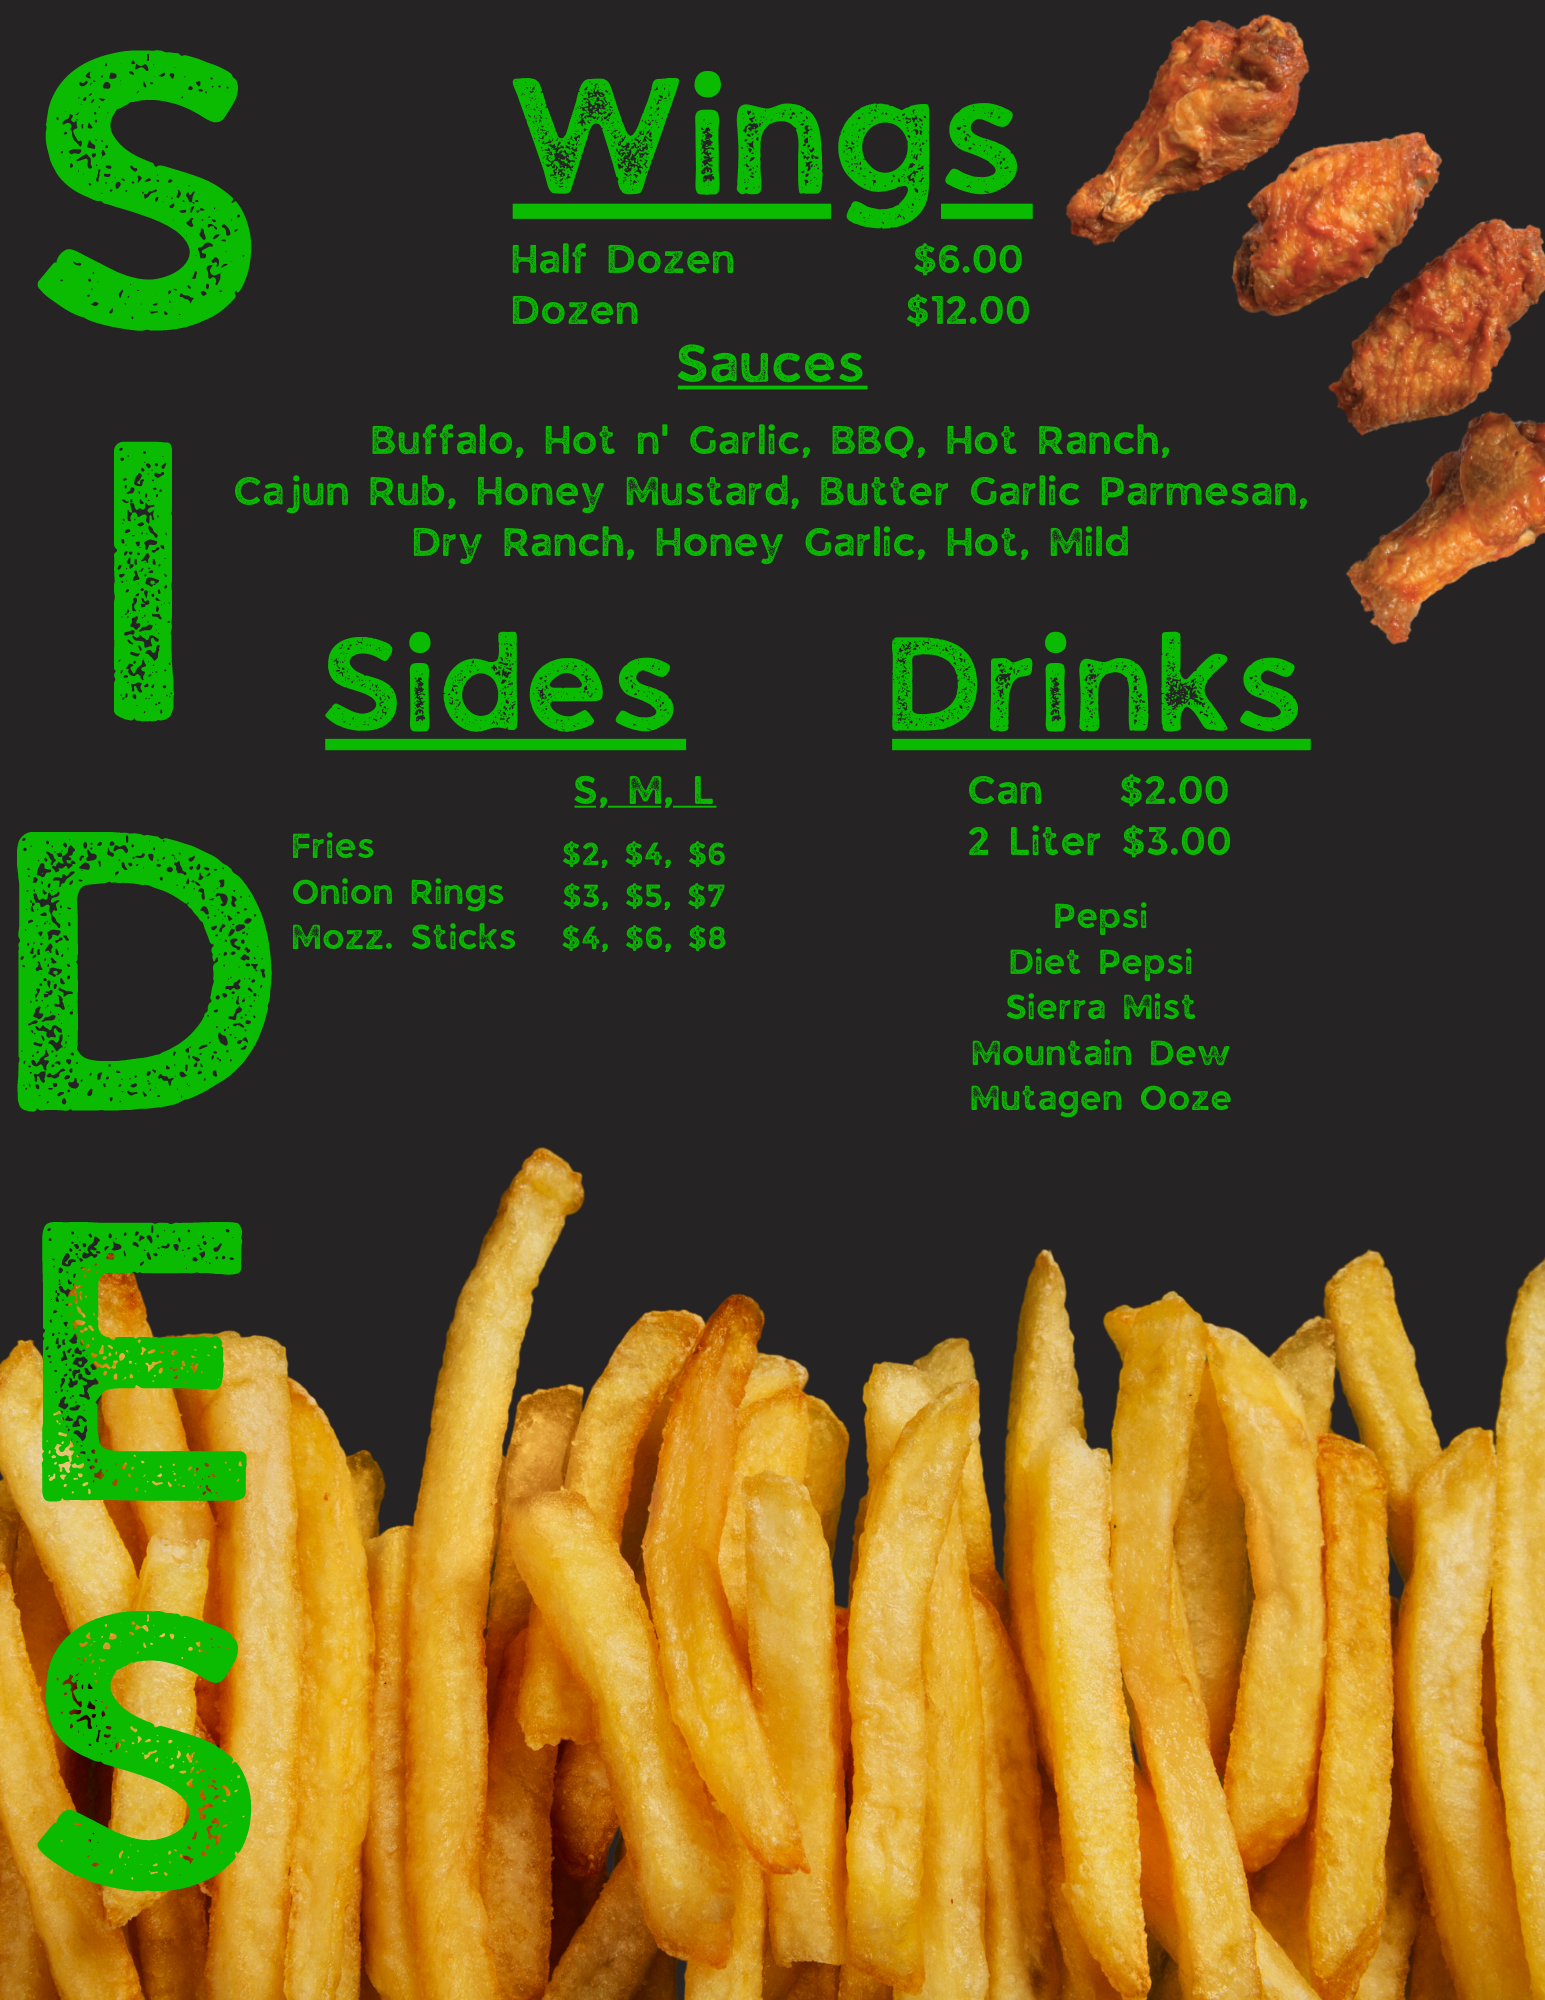 SIDES
Wings
Half Dozen $6.00
Dozen $12.00
Sauces
Buffalo, Hot n' Garlic, BBQ, Hot Ranch,
Cajun Rub, Honey Mustard, Butter Garlic Parmesan,
Dry Ranch, Honey Garlic, Hot, Mild
Sides
S, M, L
Fries $2, $4, $6
Onion Rings $3, $5, $7
Mozz. Sticks $4, $6, $8
Drinks
Can $2.00
2 Liter $3.00
Pepsi
Diet Pepsi
Sierra Mist
Mountain Dew
Mutagen Ooze